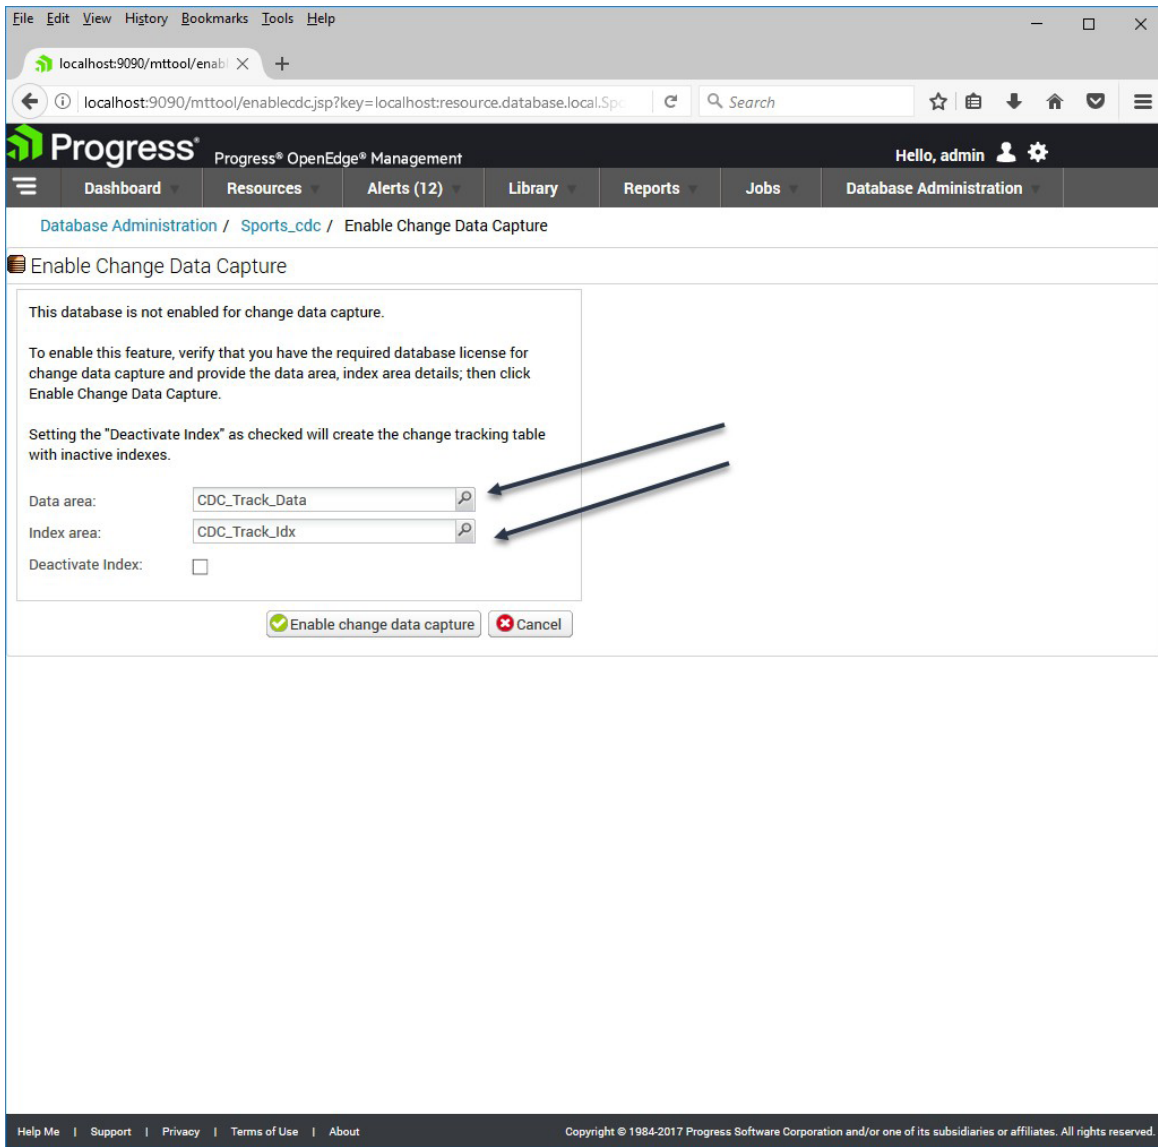 File Edit View History Bookmarks Tools Help
localhost:9090/mttool/enabl
localhost:9090/mttool/enablecdc.jsp?key=localhost:resource.database.local.Spo
Search
Progress® Progress® OpenEdge® Management Hello, admin
Dashboard Resources Alerts (12) Library Reports Jobs Database Administration
Database Administration / Sports_cdc / Enable Change Data Capture
Enable Change Data Capture
This database is not enabled for change data capture.
To enable this feature, verify that you have the required database license for
change data capture and provide the data area, index area details; then click
Enable Change Data Capture.
Setting the "Deactivate Index" as checked will create the change tracking table
with inactive indexes.
Data area: CDC_Track_Data
Index area: CDC_Track_Idx
Deactivate Index:
Enable change data capture Cancel
Help Me | Support | Privacy | Terms of Use | About Copyright © 1984-2017 Progress Software Corporation and/or one of its subsidiaries or affiliates. All rights reserved.